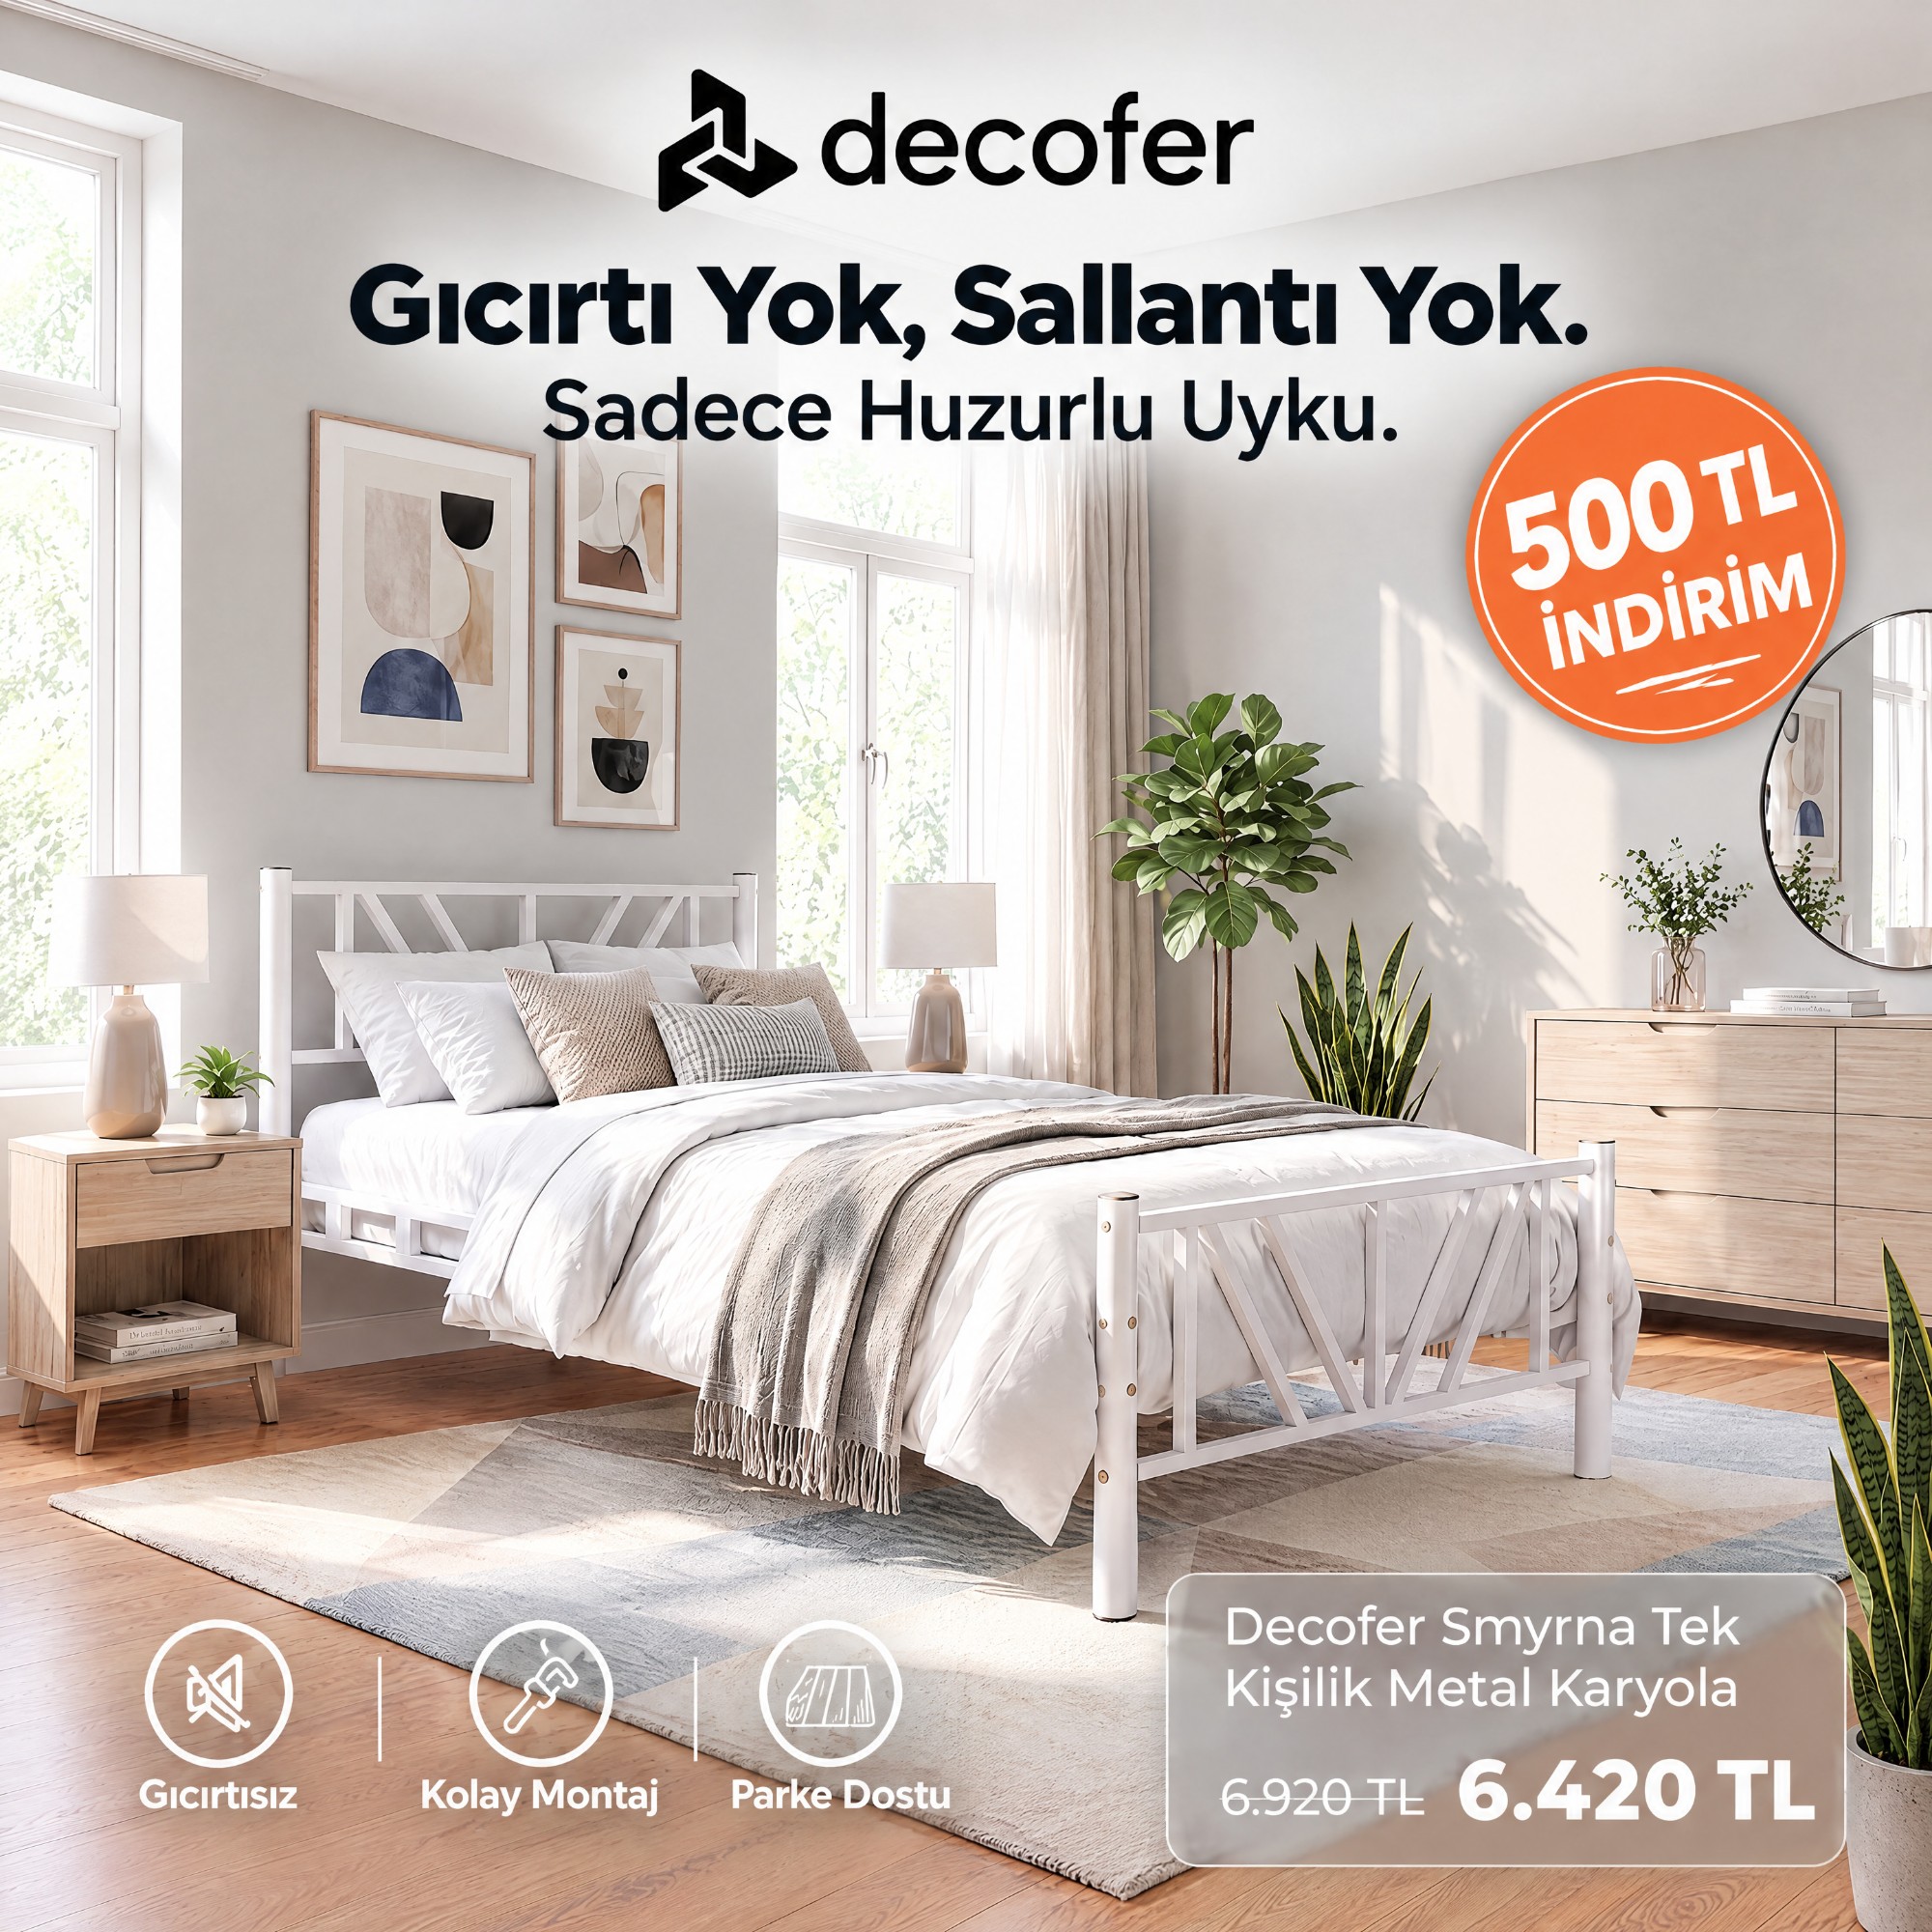 decofer
Gıcırtı Yok, Sallantı Yok.
Sadece Huzurlu Uyku.
500 TL
İNDİRİM
Gıcırtısız
Kolay Montaj
Parke Dostu
Decofer Smyrna Tek
Kişilik Metal Karyola
6.920 TL 6.420 TL